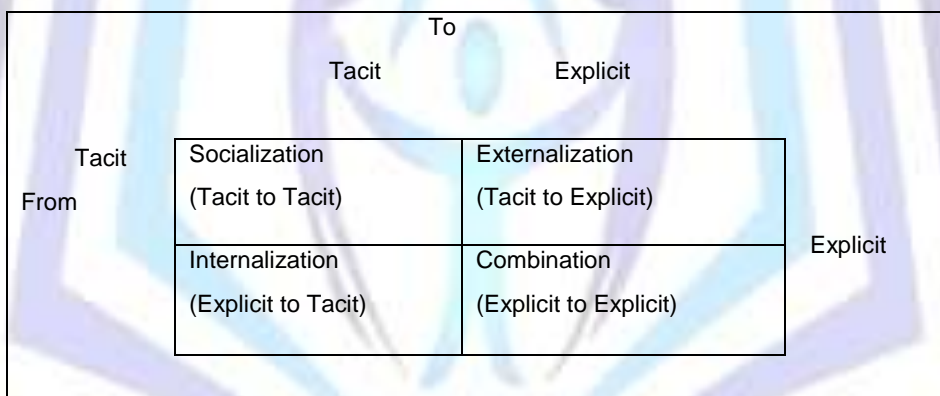 To
Tacit Explicit
Tacit
Socialization
(Tacit to Tacit)
Externalization
(Tacit to Explicit)
From
Internalization
(Explicit to Tacit)
Combination
(Explicit to Explicit)
Explicit